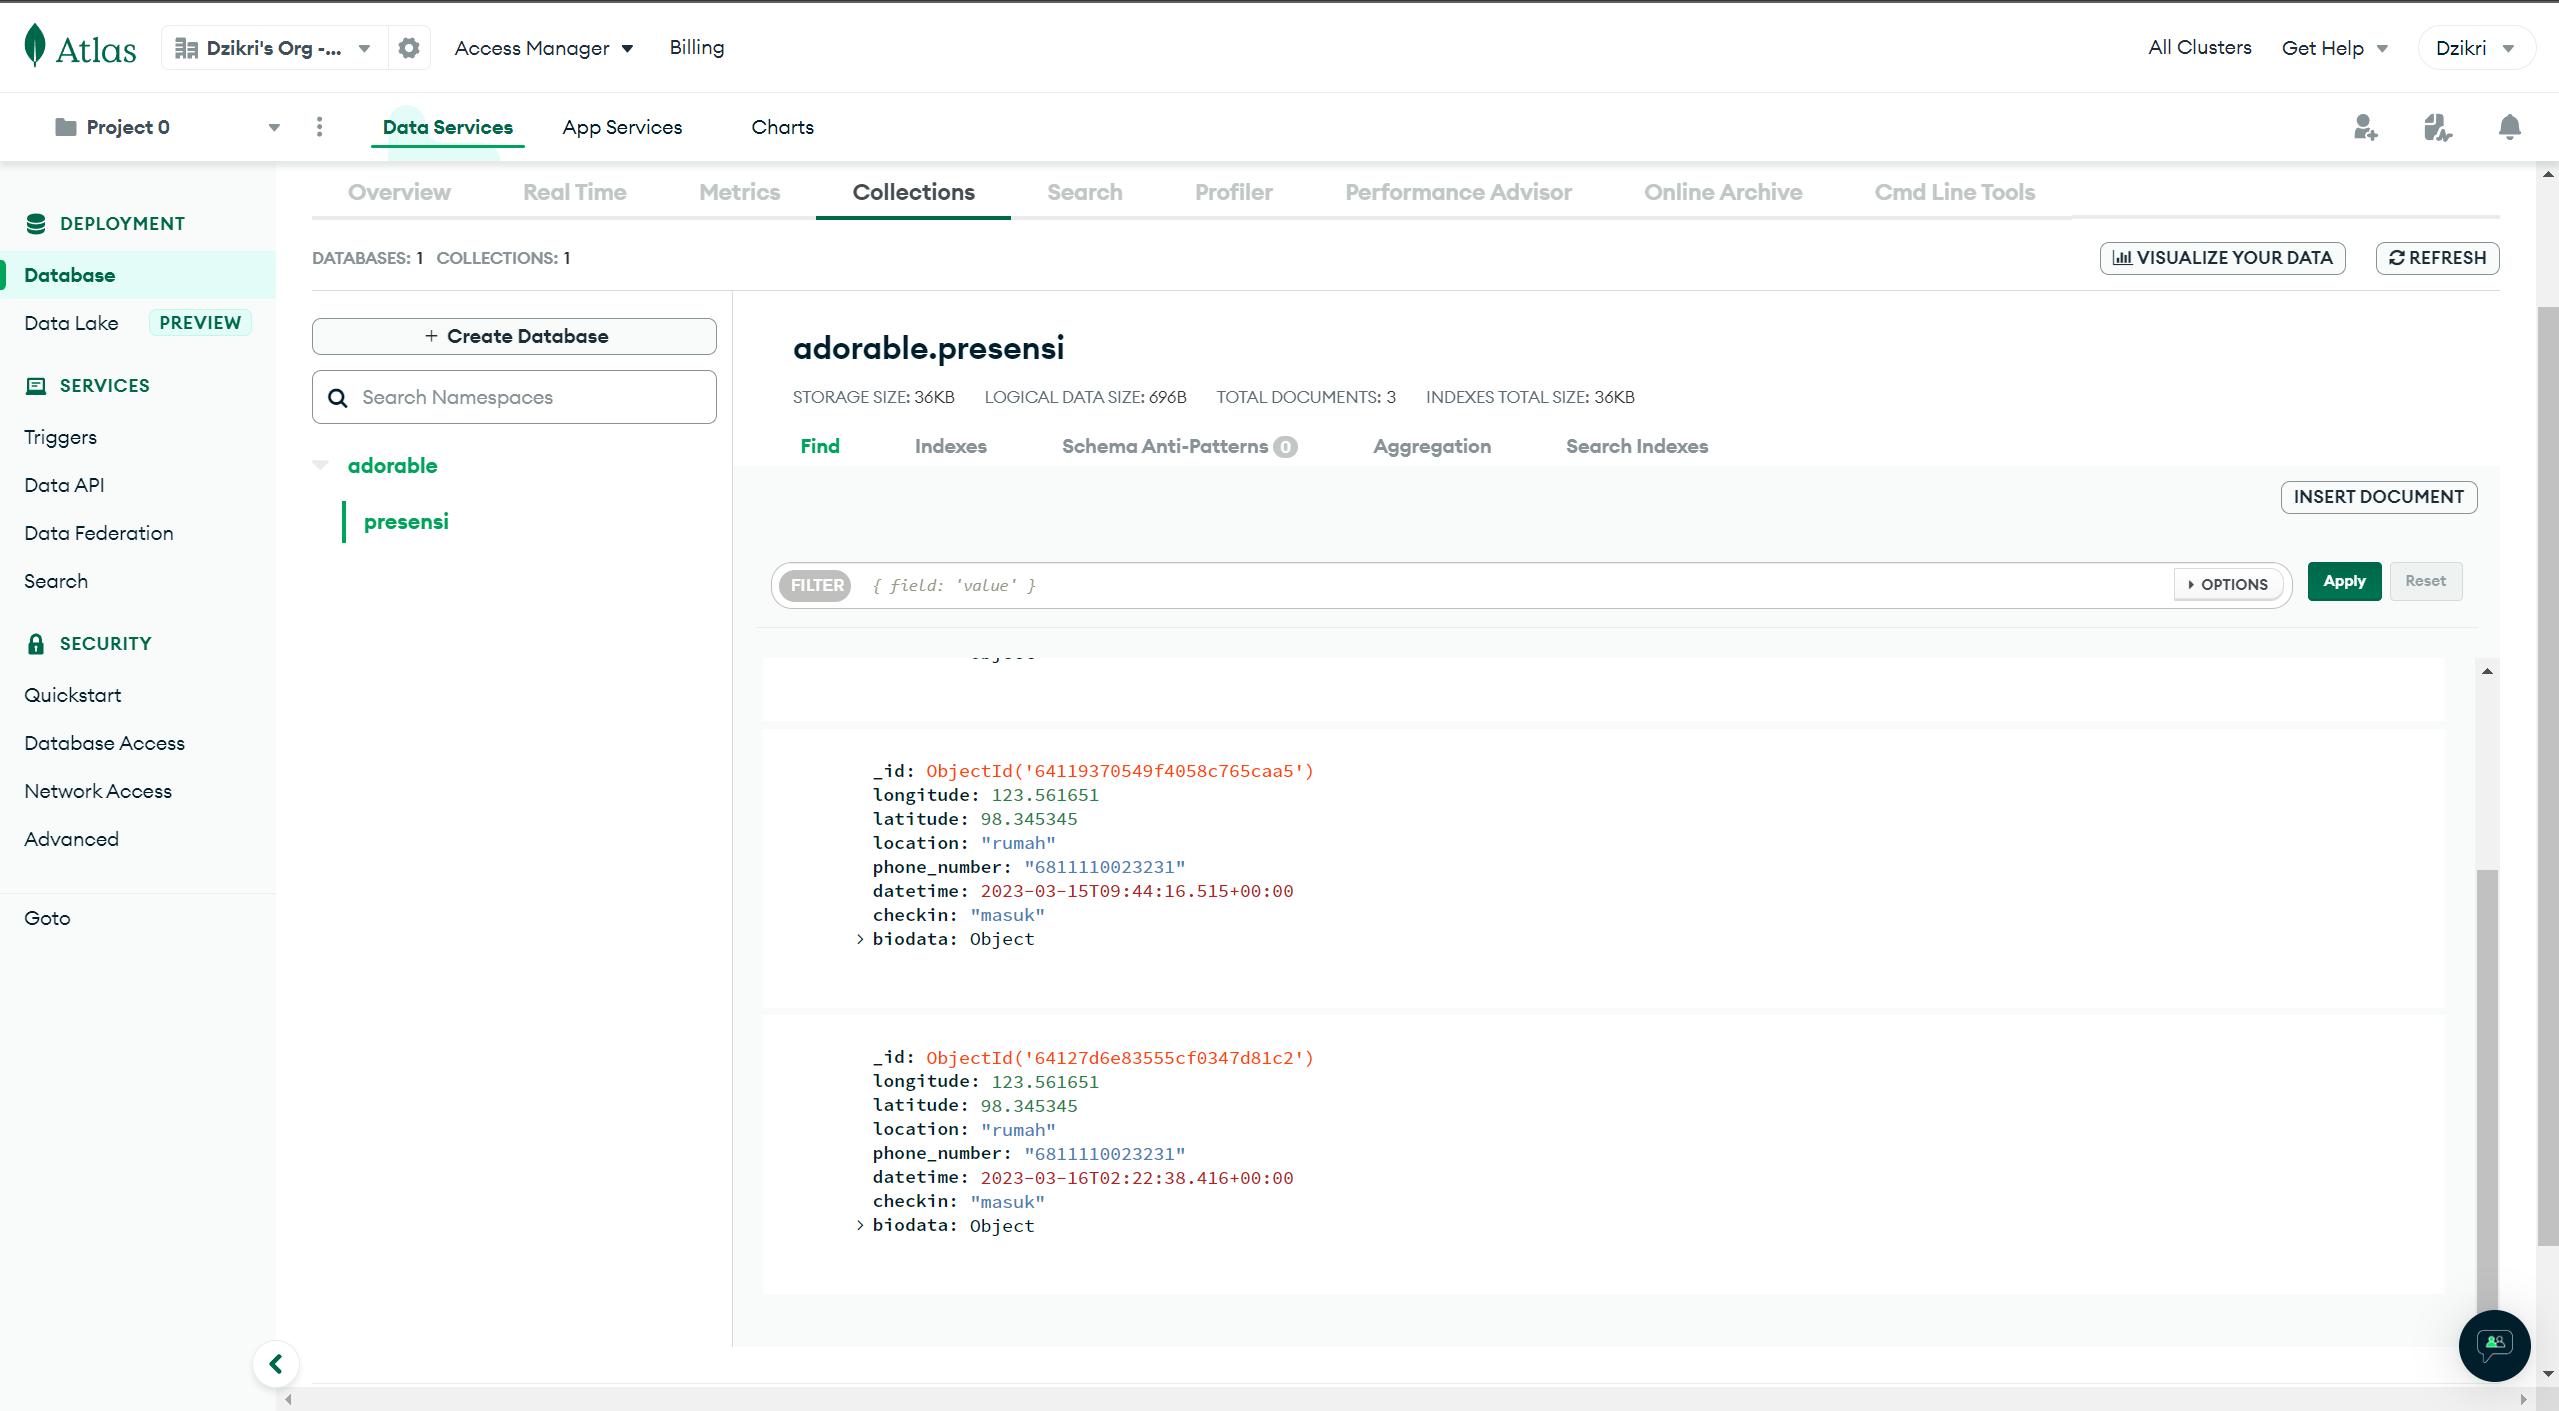 Atlas
Dzikri's Org -...
Access Manager
Billing
All Clusters
Get Help
Dzikri
Project 0
Data Services
App Services
Charts
Overview
Real Time
Metrics
Collections
Search
Profiler
Performance Advisor
Online Archive
Cmd Line Tools
DEPLOYMENT
Database
Data Lake PREVIEW
SERVICES
Triggers
Data API
Data Federation
Search
SECURITY
Quickstart
Database Access
Network Access
Advanced
Goto
DATABASES: 1 COLLECTIONS: 1
VISUALIZE YOUR DATA
REFRESH
+ Create Database
Search Namespaces
adorable
presensi
adorable.presensi
STORAGE SIZE: 36KB LOGICAL DATA SIZE: 696B TOTAL DOCUMENTS: 3 INDEXES TOTAL SIZE: 36KB
Find
Indexes
Schema Anti-Patterns 0
Aggregation
Search Indexes
INSERT DOCUMENT
FILTER { field: 'value' }
OPTIONS
Apply
Reset
_id: ObjectId('64119370549f4058c765caa5')
longitude: 123.561651
latitude: 98.345345
location: "rumah"
phone_number: "6811110023231"
datetime: 2023-03-15T09:44:16.515+00:00
checkin: "masuk"
> biodata: Object
_id: ObjectId('64127d6e83555cf0347d81c2')
longitude: 123.561651
latitude: 98.345345
location: "rumah"
phone_number: "6811110023231"
datetime: 2023-03-16T02:22:38.416+00:00
checkin: "masuk"
> biodata: Object